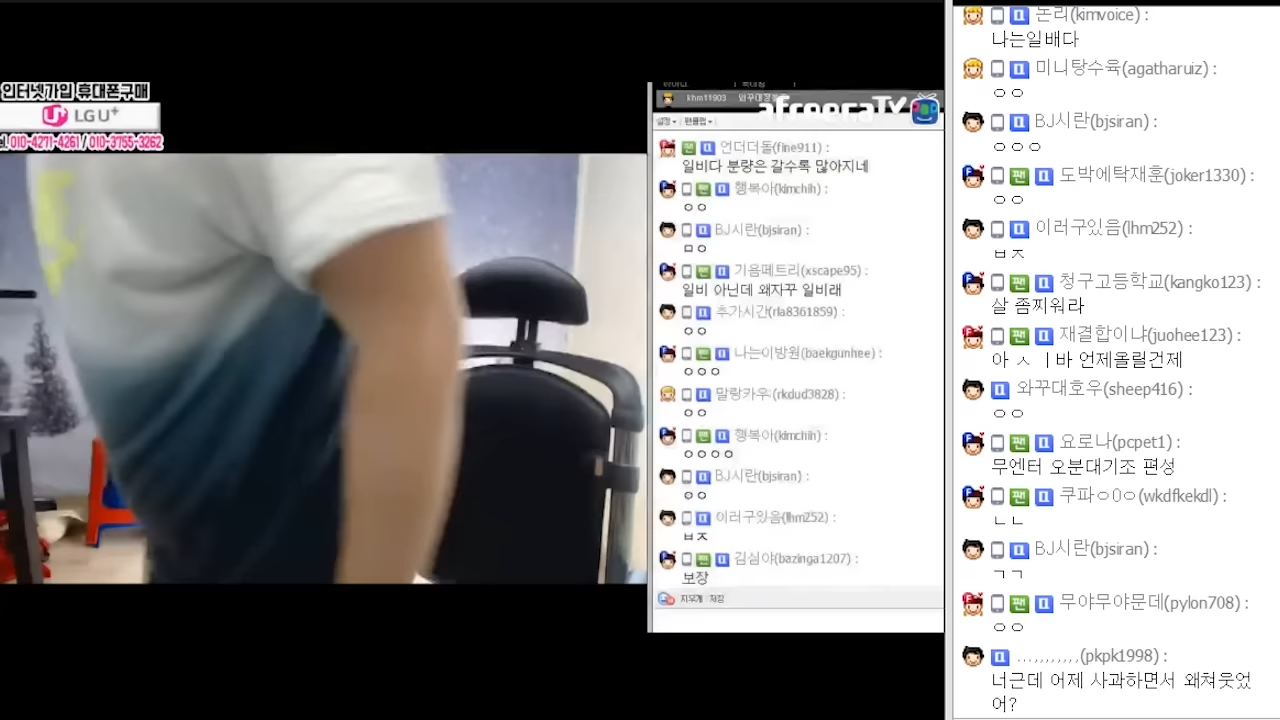 인터넷가입 휴대폰구매
LG U+
010-4271-4261 / 010-3755-3262
khm11903
afreecaTV
언더더돌(fine911) :
일비다 분량은 갈수록 많아지네
행복아(kimchih) :
ㅇㅇ
BJ시란(bjsiran) :
ㅁㅇ
기음페트리(xscape95) :
일비 아닌데 왜자꾸 일비래
추가시간(rla8361859) :
ㅇㅇ
나는이방원(baekgunhee) :
ㅇㅇㅇ
말랑카우(rkdud3828) :
ㅇㅇ
행복아(kimchih) :
ㅇㅇㅇㅇ
BJ시란(bjsiran) :
ㅇㅇ
이러구있음(lhm252) :
ㅂㅈ
김심야(bazinga1207) :
보장
지우개 저장
논리(kimvoice) :
나는일배다
미니탕수육(agatharuiz) :
ㅇㅇ
BJ시란(bjsiran) :
ㅇㅇㅇ
도박에탁재훈(joker1330) :
ㅇㅇ
이러구있음(lhm252) :
ㅂㅈ
청구고등학교(kangko123) :
살 좀찌워라
재결합이냐(juohee123) :
아 ㅅ ㅣ바 언제올릴건제
와꾸대호우(sheep416) :
ㅇㅇ
요로나(pcpet1) :
무엔터 오분대기조 편성
쿠파ㅇ0ㅇ(wkdfkekdl) :
ㄴㄴ
BJ시란(bjsiran) :
ㄱㄱ
무야무야문데(pylon708) :
ㅇㅇ
...,,,,,,,,(pkpk1998) :
너근데 어제 사과하면서 왜쳐웃었
어?